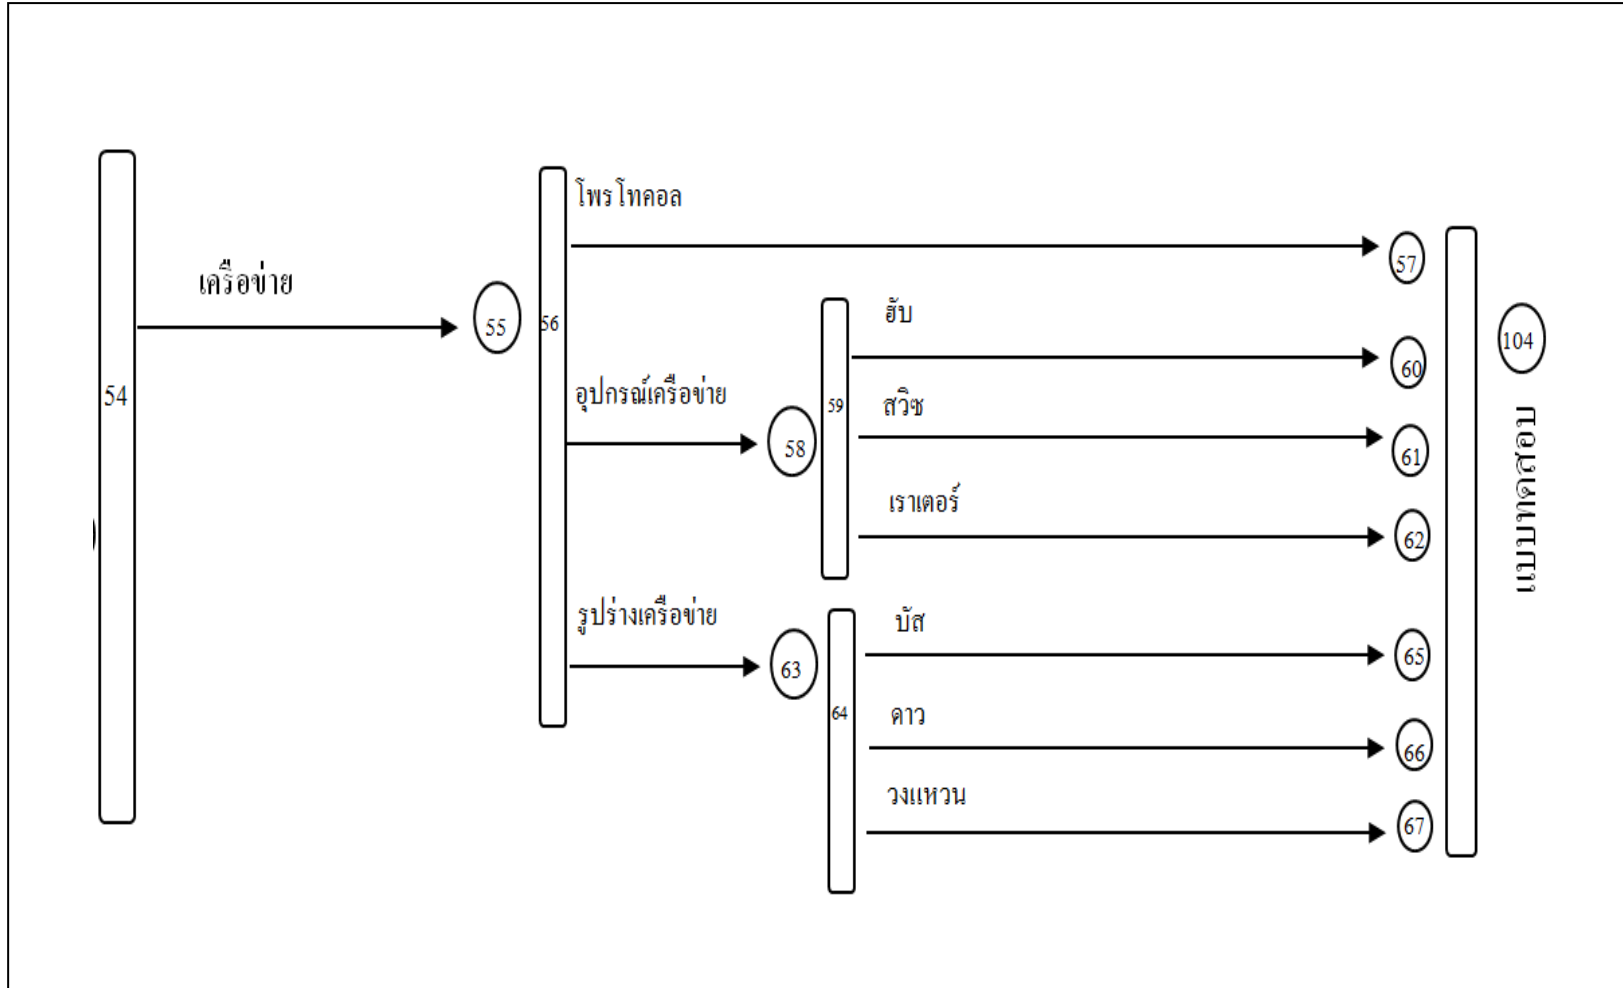 54
เครือข่าย
55
56
โพรโทคอล
57
อุปกรณ์เครือข่าย
58
59
ฮับ
60
สวิซ
61
เราเตอร์
62
รูปร่างเครือข่าย
63
64
บัส
65
ดาว
66
วงแหวน
67
104
แบบทดสอบ